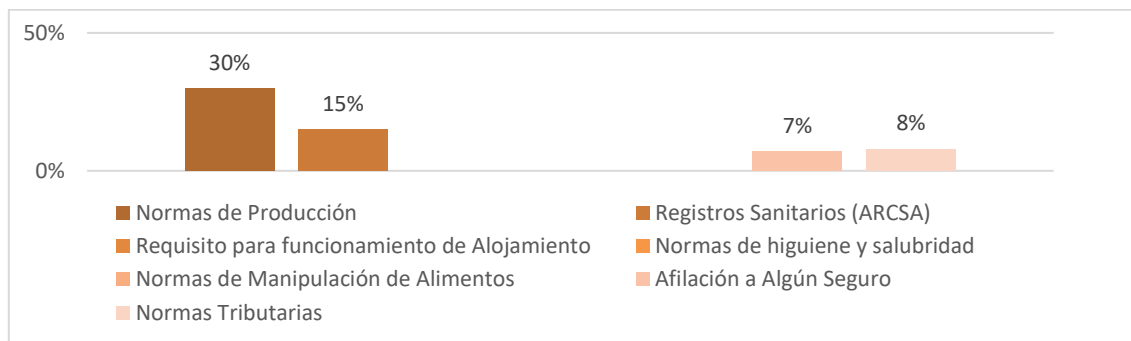 50%
30%
15%
7%
8%
0%
Normas de Producción
Registros Sanitarios (ARCSA)
Requisito para funcionamiento de Alojamiento
Normas de higuiene y salubridad
Normas de Manipulación de Alimentos
Afilación a Algún Seguro
Normas Tributarias